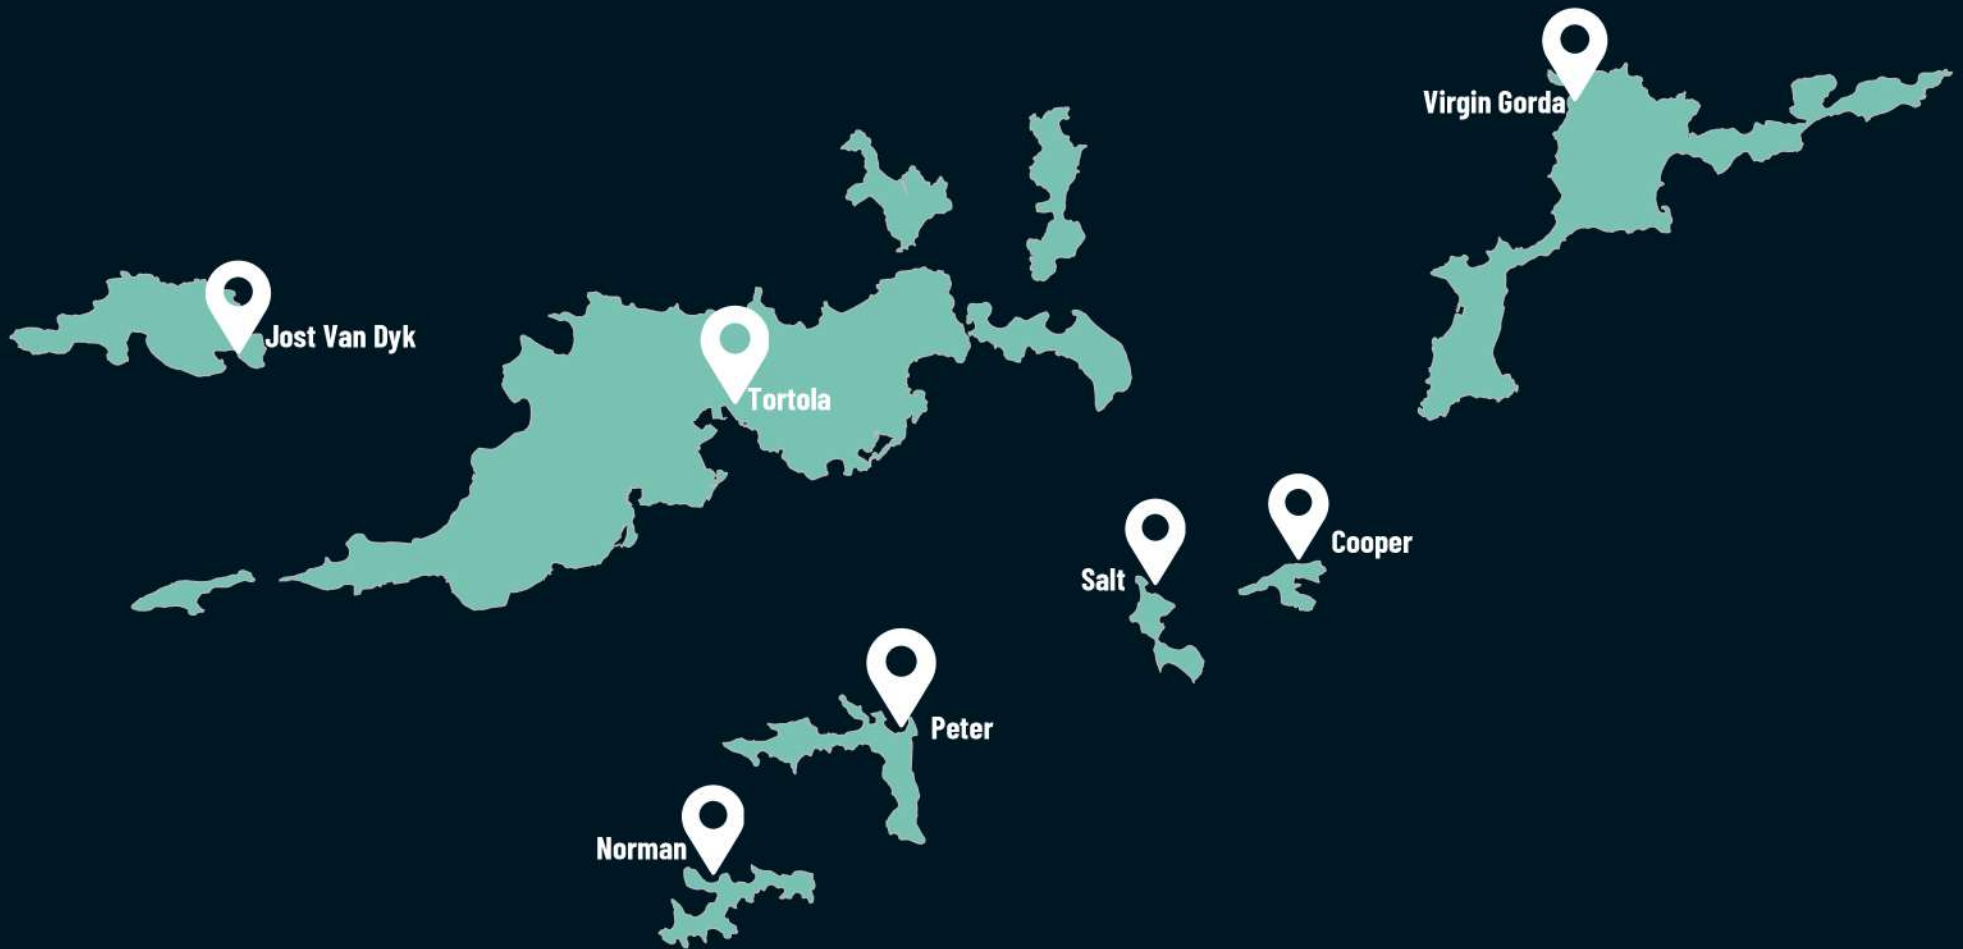 Virgin Gorda
Jost Van Dyk
Tortola
Cooper
Salt
Peter
Norman